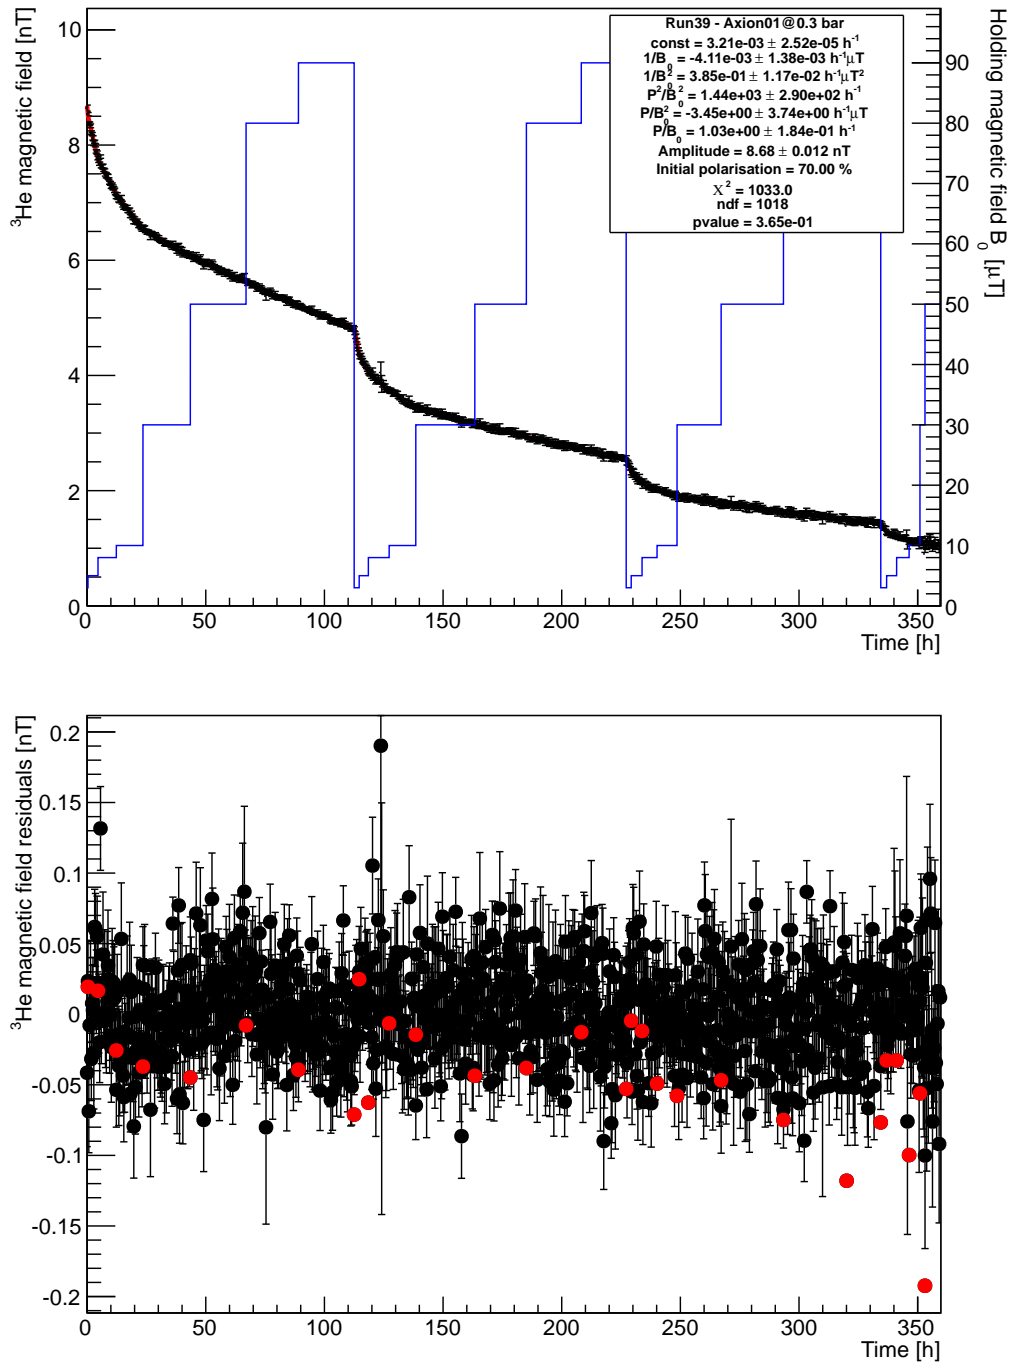 ³He magnetic field [nT]
10
8
6
4
2
0
Run39 - Axion01@0.3 bar
const = 3.21e-03 ± 2.52e-05 h⁻¹
1/B₀ = -4.11e-03 ± 1.38e-03 h⁻¹μT
1/B₀² = 3.85e-01 ± 1.17e-02 h⁻¹μT²
P²/B₀² = 1.44e+03 ± 2.90e+02 h⁻¹
P/B₀² = -3.45e+00 ± 3.74e+00 h⁻¹μT
P/B₀ = 1.03e+00 ± 1.84e-01 h⁻¹
Amplitude = 8.68 ± 0.012 nT
Initial polarisation = 70.00 %
Χ² = 1033.0
ndf = 1018
pvalue = 3.65e-01
Holding magnetic field B₀ [μT]
90
80
70
60
50
40
30
20
10
0
0 50 100 150 200 250 300 350
Time [h]
³He magnetic field residuals [nT]
0.2
0.15
0.1
0.05
0
-0.05
-0.1
-0.15
-0.2
0 50 100 150 200 250 300 350
Time [h]